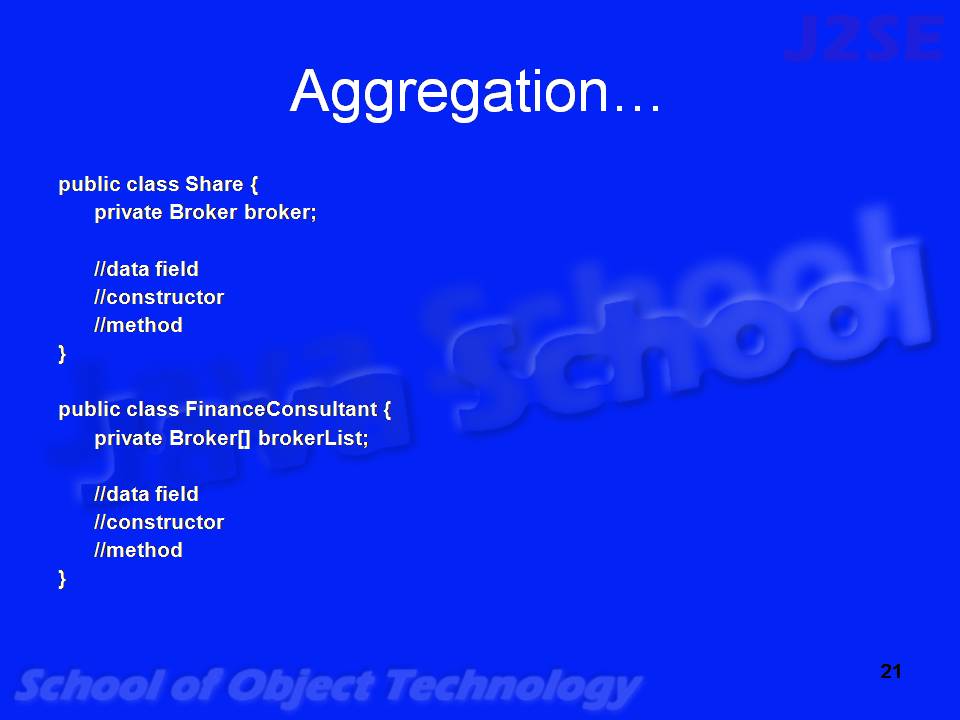 J2SE
Aggregation…
public class Share {
private Broker broker;
//data field
//constructor
//method
}
Java School
public class FinanceConsultant {
private Broker[] brokerList;
//data field
//constructor
//method
}
21
School of Object Technology